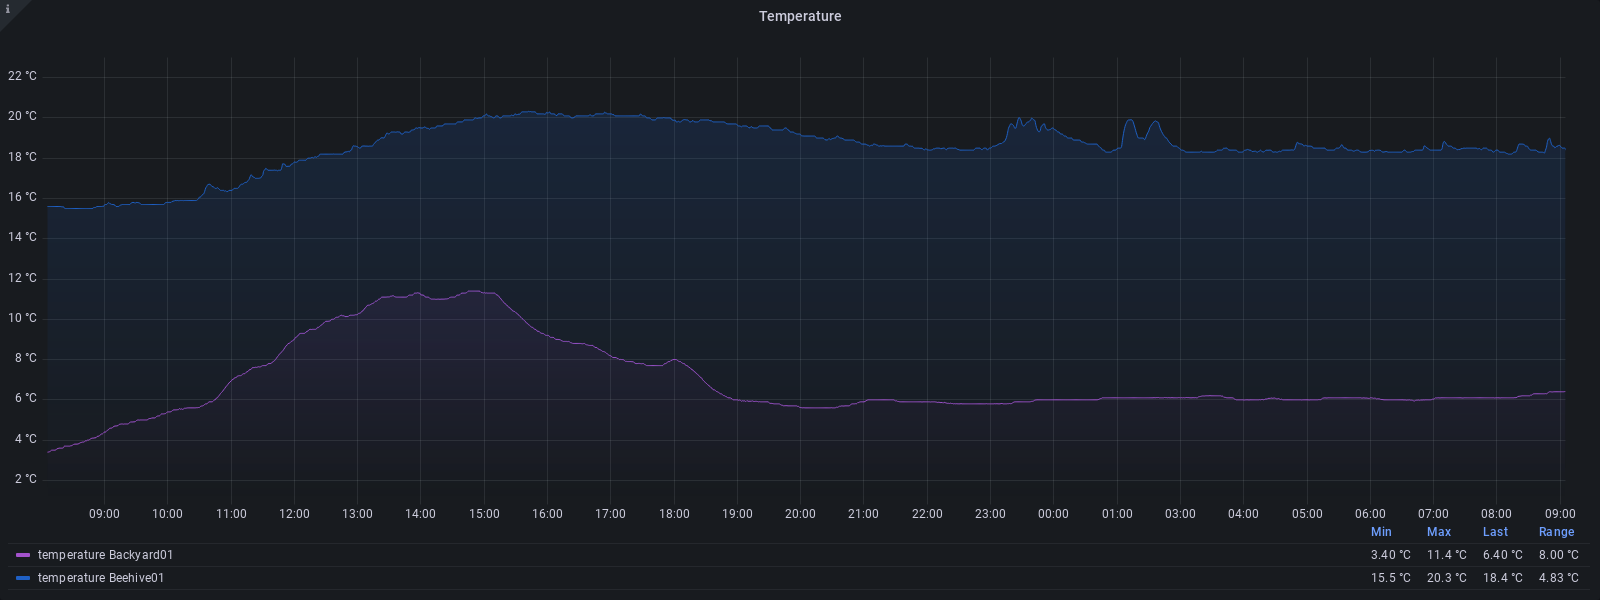 i
Temperature
22 °C
20 °C
18 °C
16 °C
14 °C
12 °C
10 °C
8 °C
6 °C
4 °C
2 °C
09:00 10:00 11:00 12:00 13:00 14:00 15:00 16:00 17:00 18:00 19:00 20:00 21:00 22:00 23:00 00:00 01:00 03:00 04:00 05:00 06:00 07:00 08:00 09:00
Min Max Last Range
temperature Backyard01 3.40 °C 11.4 °C 6.40 °C 8.00 °C
temperature Beehive01 15.5 °C 20.3 °C 18.4 °C 4.83 °C